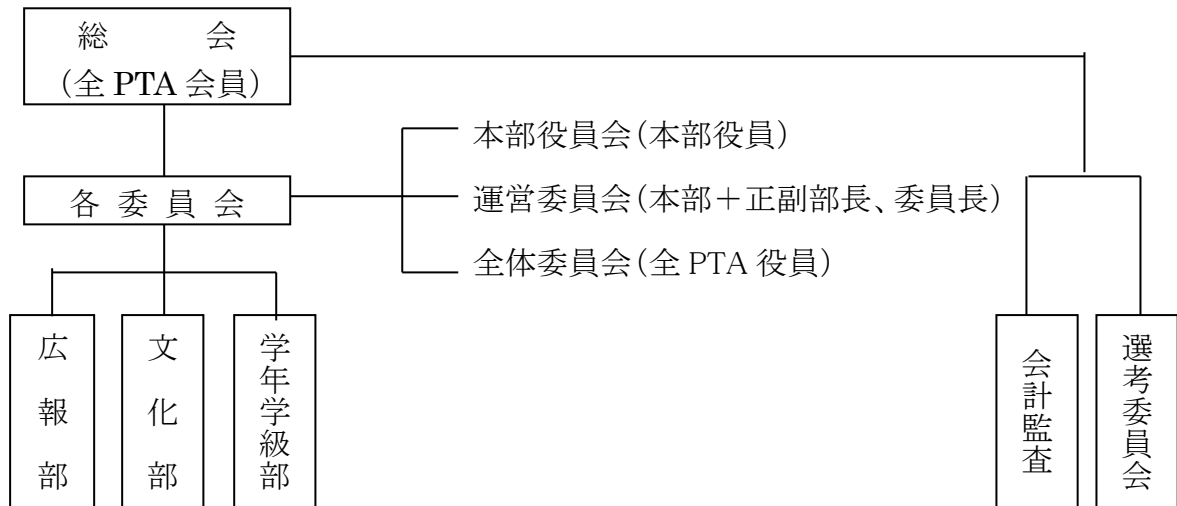 総　会
（全 PTA 会員）
本部役員会（本部役員）
各 委 員 会
運営委員会（本部＋正副部長、委員長）
全体委員会（全 PTA 役員）
広報部
文化部
学年学級部
会計監査
選考委員会